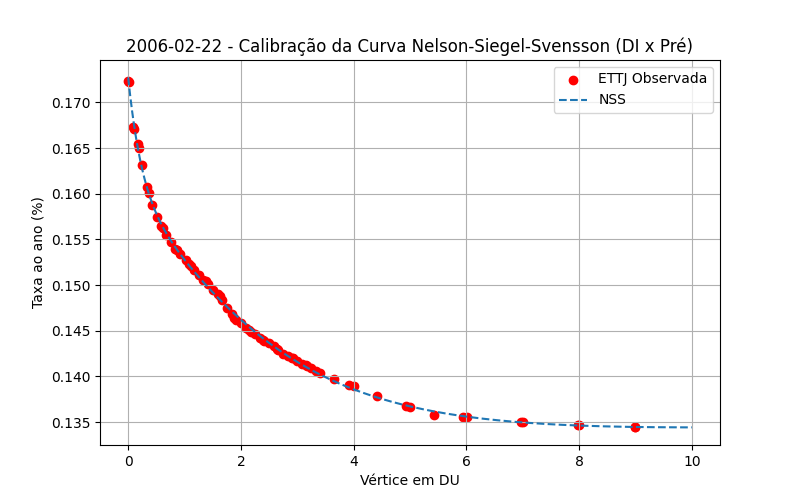 2006-02-22 - Calibração da Curva Nelson-Siegel-Svensson (DI x Pré)
ETTJ Observada
NSS
Taxa ao ano (%)
0.170
0.165
0.160
0.155
0.150
0.145
0.140
0.135
0 2 4 6 8 10
Vértice em DU